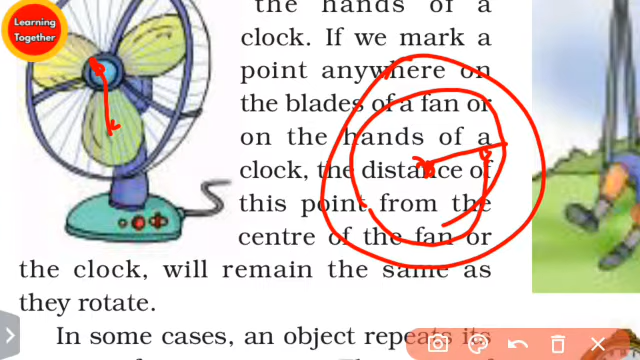 Learning
Together
the hands of a
clock. If we mark a
point anywhere on
the blades of a fan or
on the hands of a
clock, the distance of
this point from the
centre of the fan or
the clock, will remain the same as
they rotate.
In some cases, an object repeats its